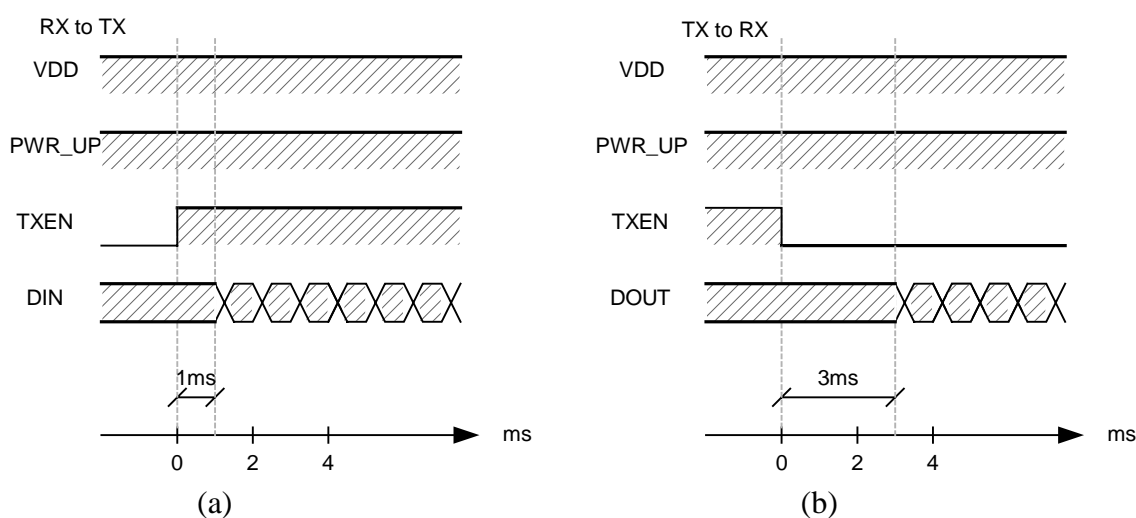 RX to TX
VDD
PWR_UP
TXEN
DIN
1ms
0 2 4 ms
(a)
TX to RX
VDD
PWR_UP
TXEN
DOUT
3ms
0 2 4 ms
(b)